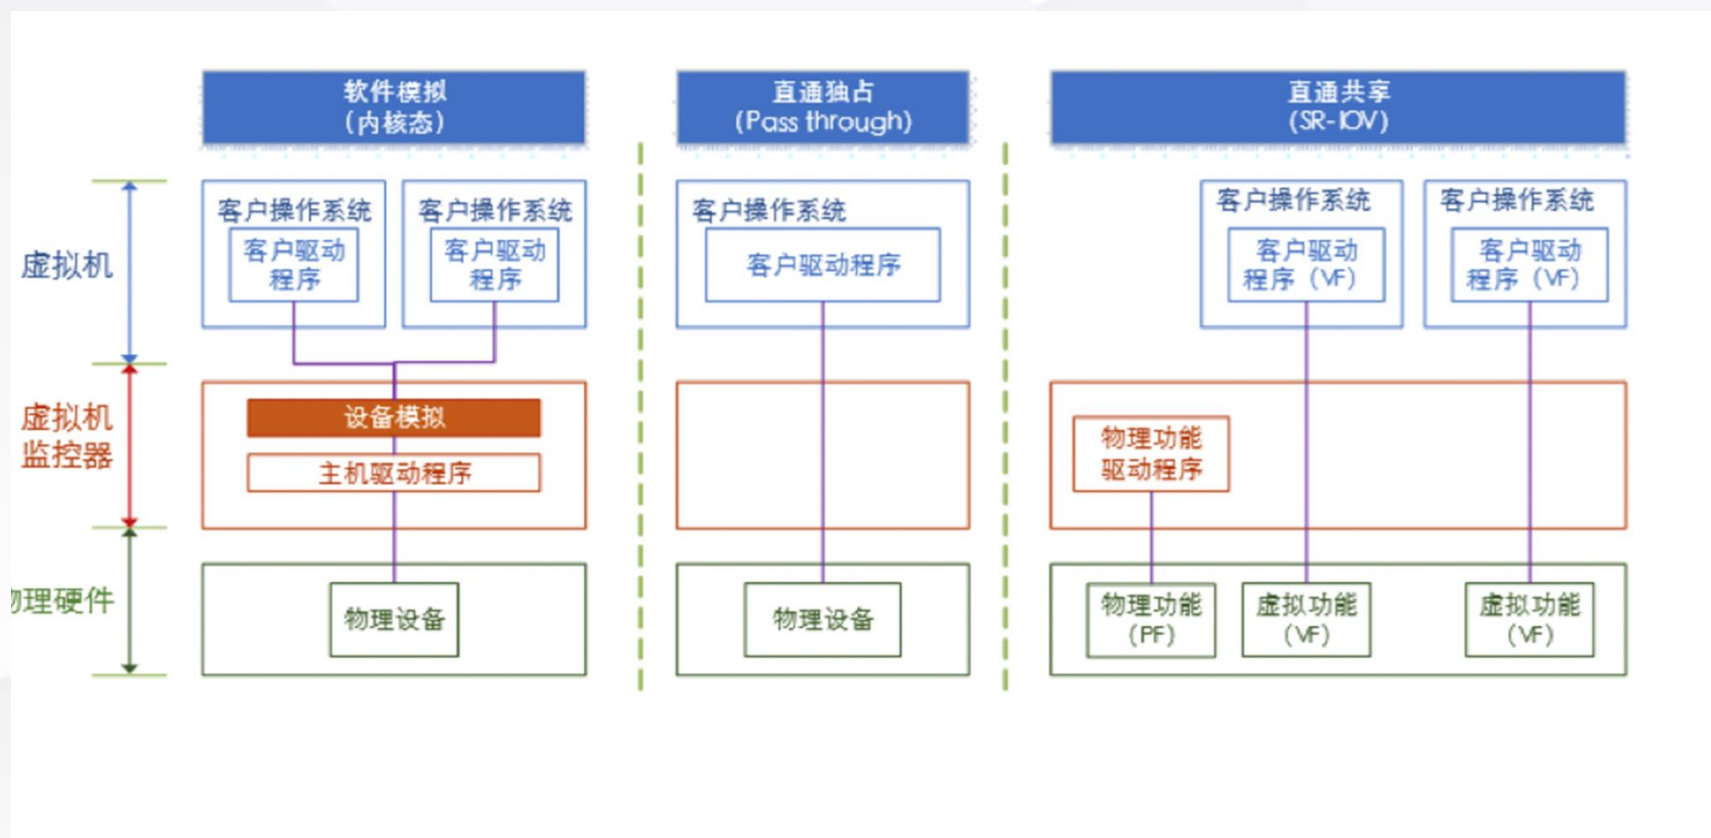 软件模拟
（内核态）
直通独占
(Pass through)
直通共享
(SR-IOV)
虚拟机
客户操作系统
客户驱动
程序
客户操作系统
客户驱动
程序
客户操作系统
客户驱动程序
客户操作系统
客户驱动
程序（VF）
客户操作系统
客户驱动
程序（VF）
虚拟机
监控器
设备模拟
主机驱动程序
物理功能
驱动程序
物理硬件
物理设备
物理设备
物理功能
（PF）
虚拟功能
（VF）
虚拟功能
（VF）